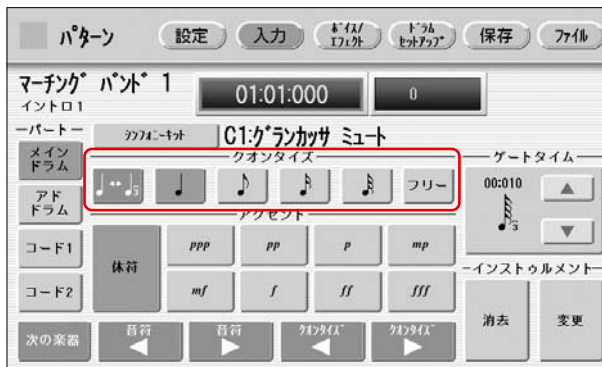 パターン 設定 入力 ボイス/エフェクト ドラムセットアップ 保存 ファイル
マーチング バンド 1 01:01:000 0
イントロ1
パート シンフォニーキット C1:グランカッサ ミュート
クオンタイズ ゲートタイム
メインドラム 3 フリー 00:010
アドドラム 3
アクセント
コード1 休符 ppp pp p mp
インストゥルメント
コード2 mf f ff fff
消去 変更
次の楽器 音符 音符 クオンタイズ クオンタイズ